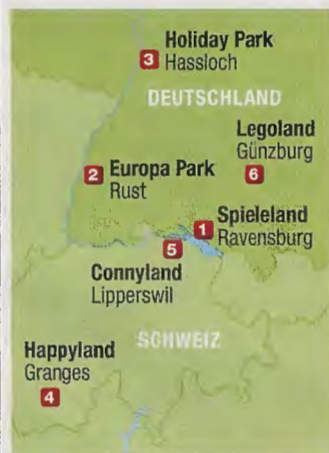 Holiday Park
3 Hassloch
DEUTSCHLAND
Legoland
Günzburg
6
2 Europa Park
Rust
1 Spieleland
Ravensburg
5
Connyland
Lipperswil
SCHWEIZ
Happyland
Granges
4